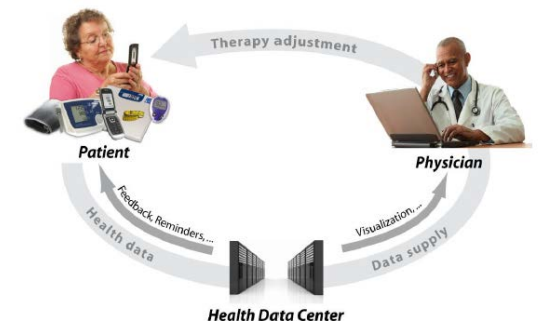 Therapy adjustment
Patient
Physician
Feedback, Reminders,...
Visualization, ...
Health data
Data supply
Health Data Center